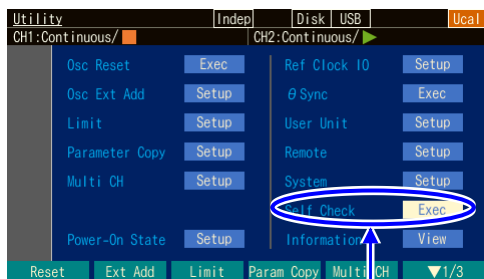 Utility Indep Disk USB Ucal
CH1:Continuous/ CH2:Continuous/
Osc Reset Exec Ref Clock IO Setup
Osc Ext Add Setup θ Sync Exec
Limit Setup User Unit Setup
Parameter Copy Setup Remote Setup
Multi CH Setup System Setup
Self Check Exec
Power-On State Setup Information View
Reset Ext Add Limit Param Copy Multi CH ▼1/3